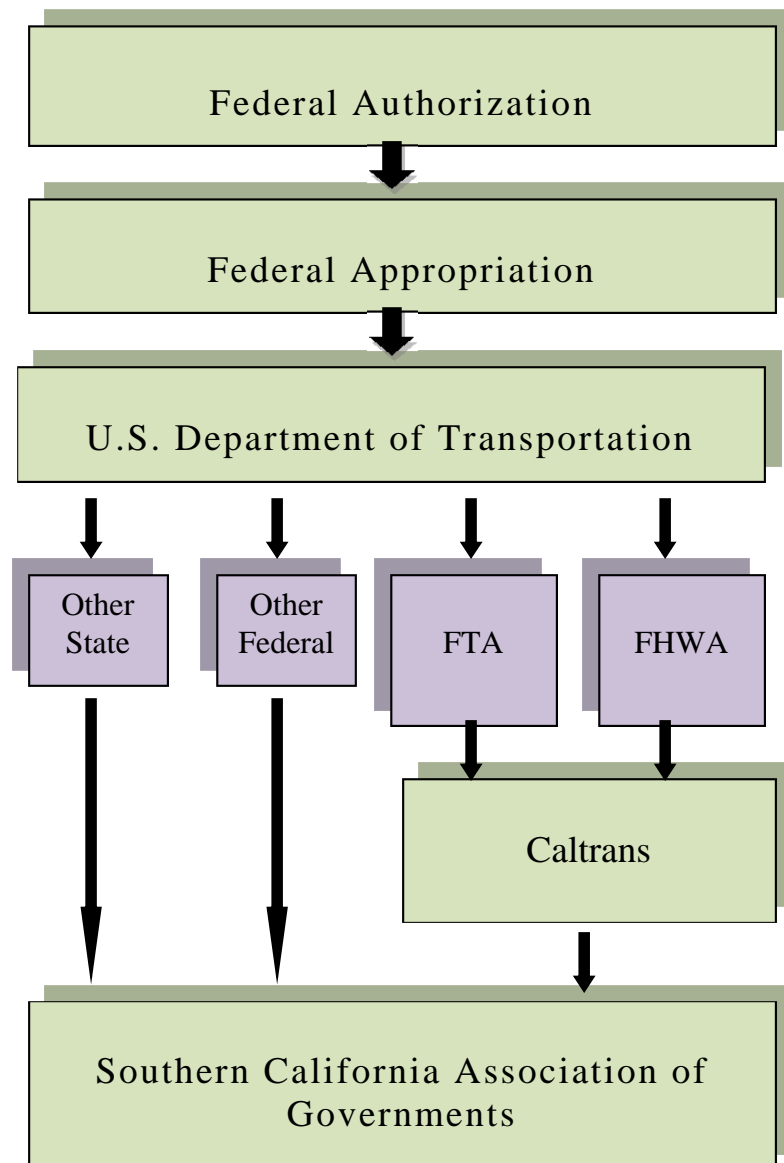 Federal Authorization
Federal Appropriation
U.S. Department of Transportation
Other
State
Other
Federal
FTA
FHWA
Caltrans
Southern California Association of
Governments